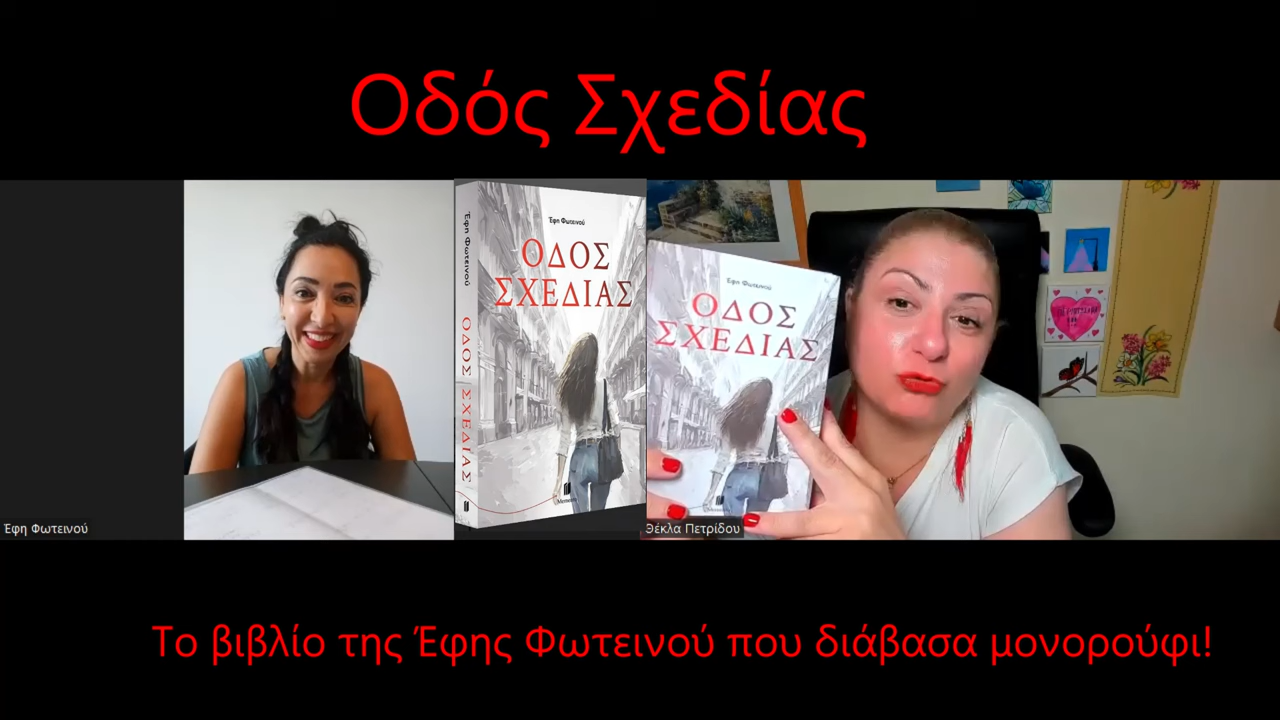 Οδός Σχεδίας
Έφη Φωτεινού
ΟΔΟΣ
ΣΧΕΔΙΑΣ
Έφη Φωτεινού
ΟΔΟΣ ΣΧΕΔΙΑΣ
Έφη Φωτεινού
ΟΔΟΣ
ΣΧΕΔΙΑΣ
Έφη Φωτεινού
Θέκλα Πετρίδου
Το βιβλίο της Έφης Φωτεινού που διάβασα μονορούφι!